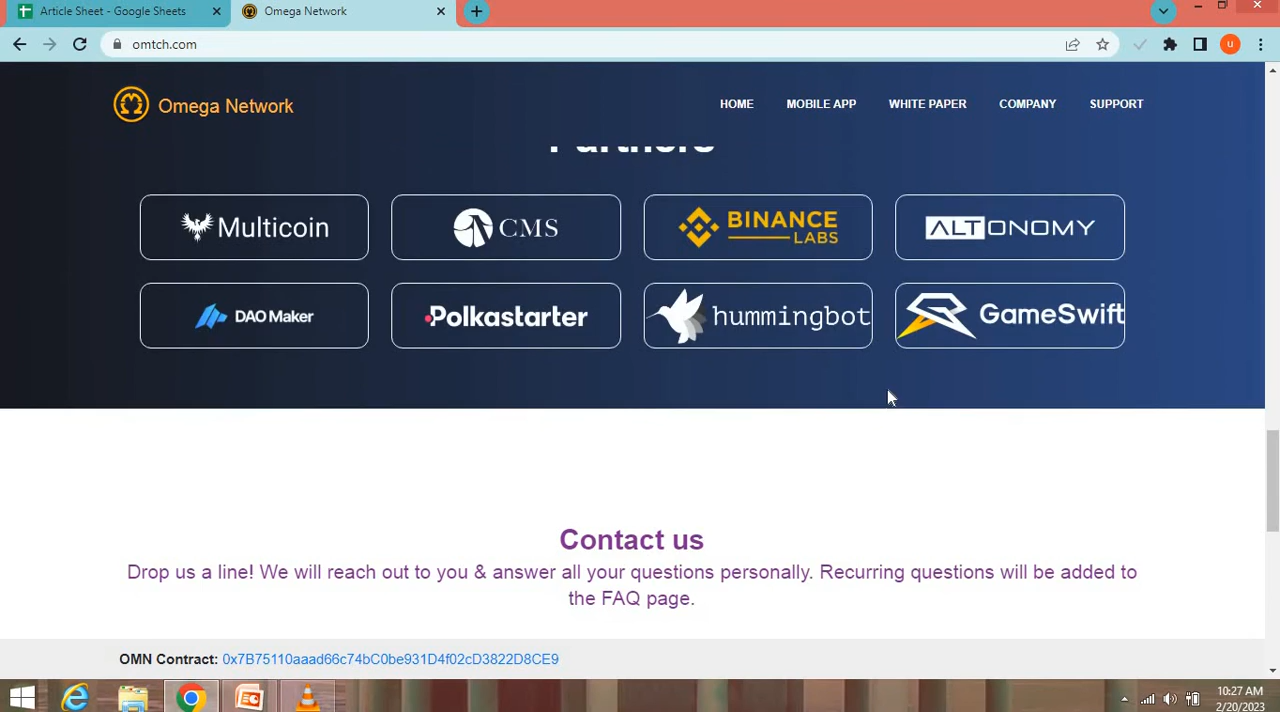 Article Sheet - Google Sheets
Omega Network
omtch.com
u
Omega Network
HOME MOBILE APP WHITE PAPER COMPANY SUPPORT
Partners
Multicoin CMS BINANCE LABS ALTONOMY
DAO Maker Polkastarter hummingbot GameSwift
Contact us
Drop us a line! We will reach out to you & answer all your questions personally. Recurring questions will be added to
the FAQ page.
OMN Contract: 0x7B75110aaad66c74bC0be931D4f02cD3822D8CE9
10:27 AM
2/20/2023